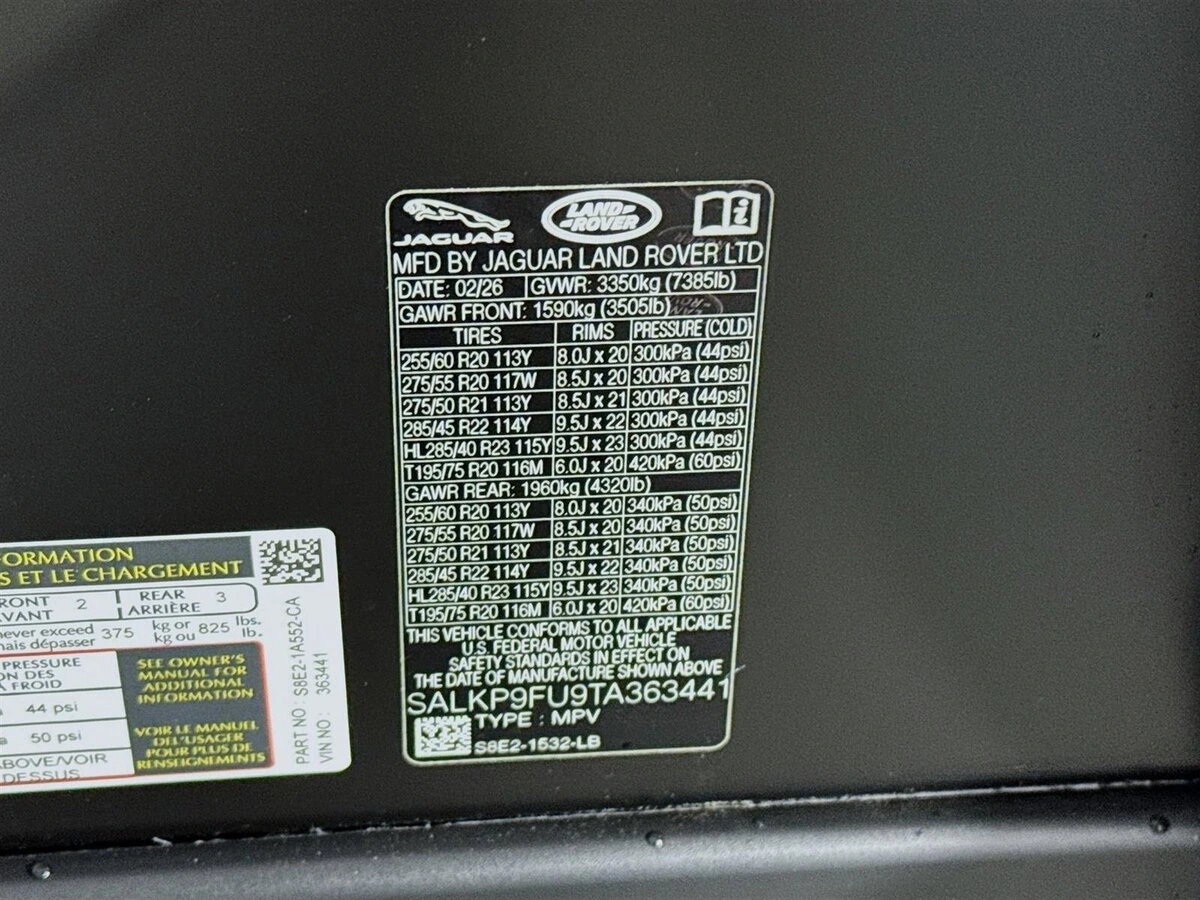 JAGUAR
LAND-
-ROVER
MFD BY JAGUAR LAND ROVER LTD
DATE: 02/26 GVWR: 3350kg (7385lb)
GAWR FRONT: 1590kg (3505lb)
TIRES RIMS PRESSURE (COLD)
255/60 R20 113Y 8.0J x 20 300kPa (44psi)
275/55 R20 117W 8.5J x 20 300kPa (44psi)
275/50 R21 113Y 8.5J x 21 300kPa (44psi)
285/45 R22 114Y 9.5J x 22 300kPa (44psi)
HL285/40 R23 115Y 9.5J x 23 300kPa (44psi)
T195/75 R20 116M 6.0J x 20 420kPa (60psi)
GAWR REAR: 1960kg (4320lb)
255/60 R20 113Y 8.0J x 20 340kPa (50psi)
275/55 R20 117W 8.5J x 20 340kPa (50psi)
275/50 R21 113Y 8.5J x 21 340kPa (50psi)
285/45 R22 114Y 9.5J x 22 340kPa (50psi)
HL285/40 R23 115Y 9.5J x 23 340kPa (50psi)
T195/75 R20 116M 6.0J x 20 420kPa (60psi)
THIS VEHICLE CONFORMS TO ALL APPLICABLE
U.S. FEDERAL MOTOR VEHICLE
SAFETY STANDARDS IN EFFECT ON
THE DATE OF MANUFACTURE SHOWN ABOVE
SALKP9FU9TA363441
TYPE : MPV
S8E2-1532-LB
FORMATION
S ET LE CHARGEMENT
RONT 2 REAR 3
VANT ARRIÈRE
never exceed 375 kg or 825 lbs.
mais dépasser kg ou lb.
PRESSURE
ON DES
À FROID
44 psi
50 psi
ABOVE/VOIR
DESSUS
SEE OWNER'S
MANUAL FOR
ADDITIONAL
INFORMATION
VOIR LE MANUEL
DE L'USAGER
POUR PLUS DE
RENSEIGNEMENTS
PART NO : S8E2-1A552-CA
VIN NO : 363441